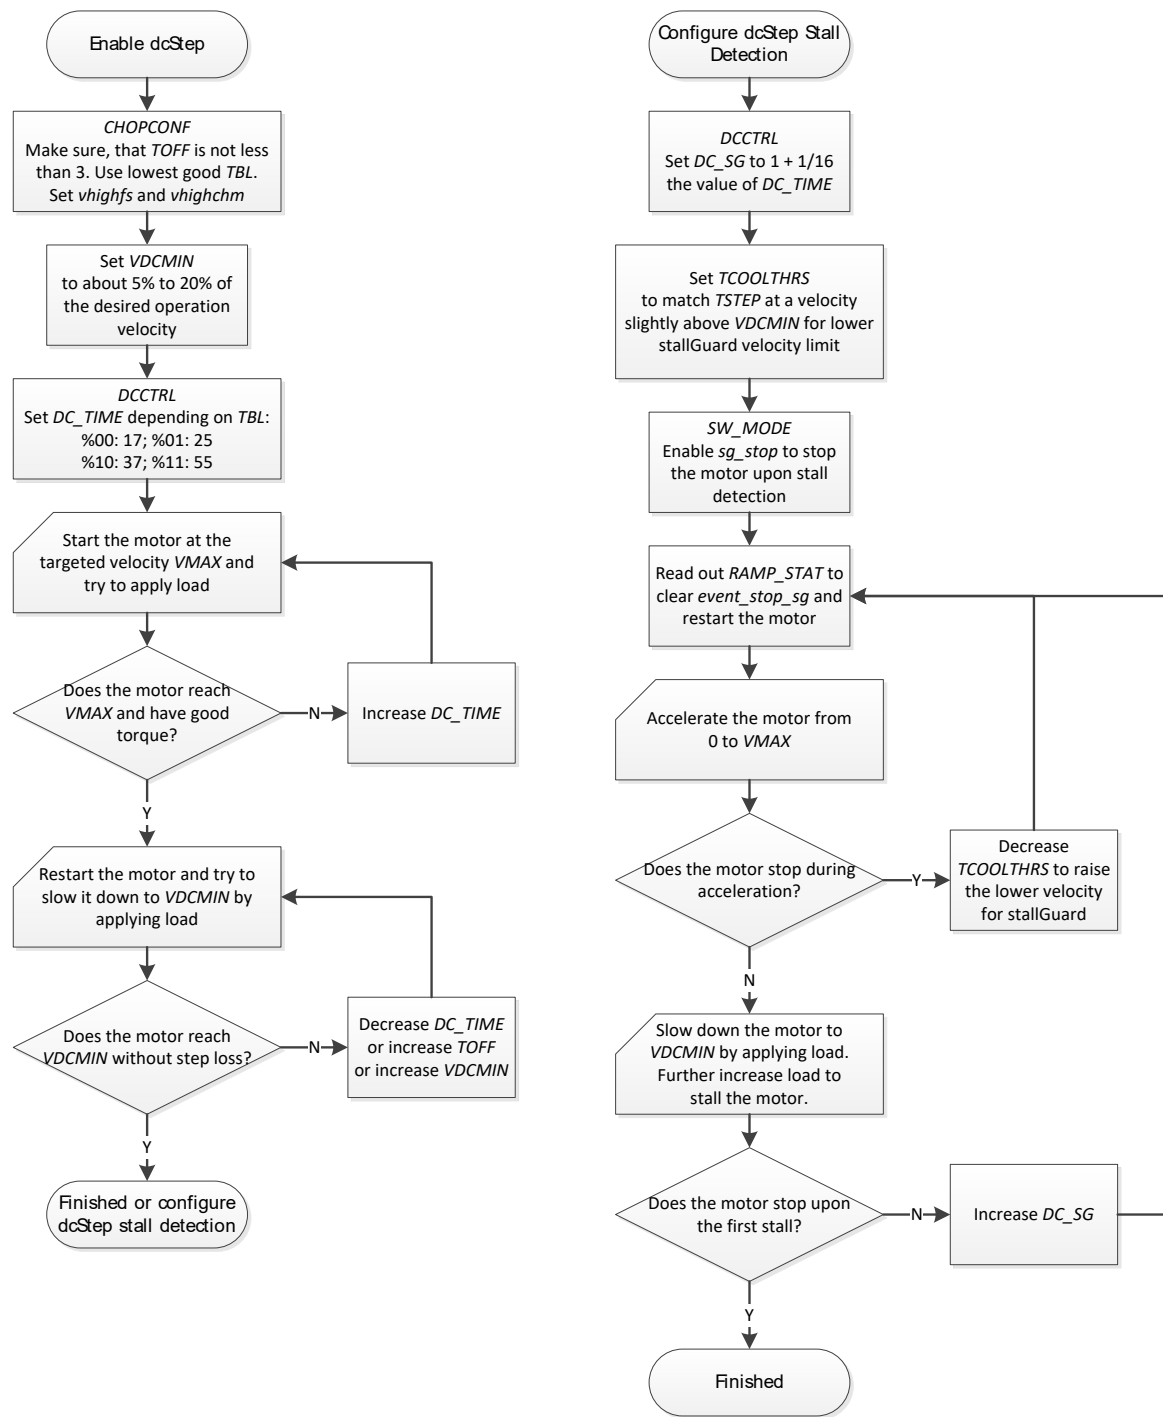 Enable dcStep
CHOPCONF
Make sure, that TOFF is not less
than 3. Use lowest good TBL.
Set vhighfs and vhighchm
Set VDCMIN
to about 5% to 20% of
the desired operation
velocity
DCCTRL
Set DC_TIME depending on TBL:
%00: 17; %01: 25
%10: 37; %11: 55
Start the motor at the
targeted velocity VMAX and
try to apply load
Does the motor reach
VMAX and have good
torque?
N
Increase DC_TIME
Y
Restart the motor and try to
slow it down to VDCMIN by
applying load
Does the motor reach
VDCMIN without step loss?
N
Decrease DC_TIME
or increase TOFF
or increase VDCMIN
Y
Finished or configure
dcStep stall detection
Configure dcStep Stall
Detection
DCCTRL
Set DC_SG to 1 + 1/16
the value of DC_TIME
Set TCOOLTHRS
to match TSTEP at a velocity
slightly above VDCMIN for lower
stallGuard velocity limit
SW_MODE
Enable sg_stop to stop
the motor upon stall
detection
Read out RAMP_STAT to
clear event_stop_sg and
restart the motor
Accelerate the motor from
0 to VMAX
Does the motor stop during
acceleration?
Y
Decrease
TCOOLTHRS to raise
the lower velocity
for stallGuard
N
Slow down the motor to
VDCMIN by applying load.
Further increase load to
stall the motor.
Does the motor stop upon
the first stall?
N
Increase DC_SG
Y
Finished